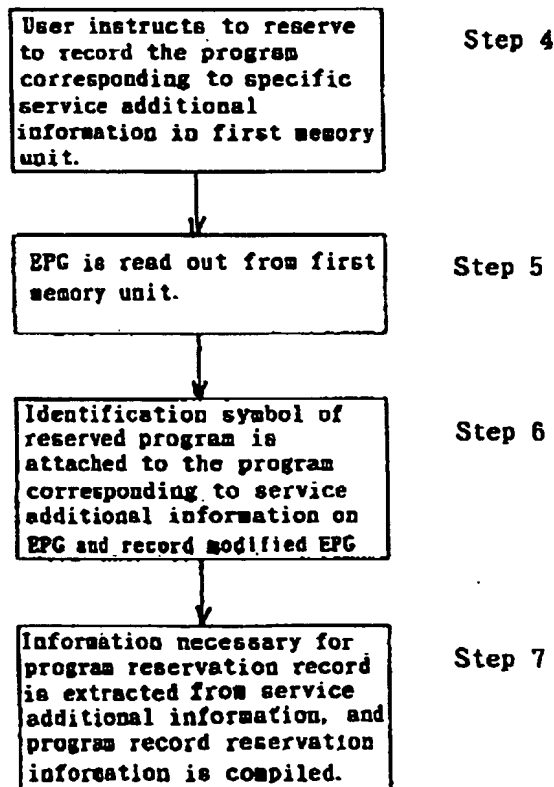 User instructs to reserve
to record the program
corresponding to specific
service additional
information in first memory
unit.
Step 4
EPG is read out from first
memory unit.
Step 5
Identification symbol of
reserved program is
attached to the program
corresponding to service
additional information on
EPG and record modified EPG
Step 6
Information necessary for
program reservation record
is extracted from service
additional information, and
program record reservation
information is compiled.
Step 7